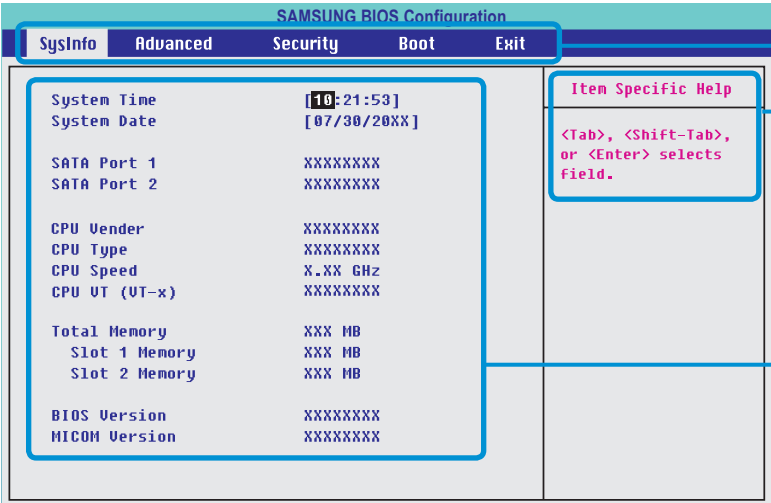 SAMSUNG BIOS Configuration
SysInfo Advanced Security Boot Exit
System Time [10:21:53]
System Date [07/30/20XX]
SATA Port 1 XXXXXXXX
SATA Port 2 XXXXXXXX
CPU Vender XXXXXXXX
CPU Type XXXXXXXX
CPU Speed X.XX GHz
CPU VT (VT-x) XXXXXXXX
Total Memory XXX MB
Slot 1 Memory XXX MB
Slot 2 Memory XXX MB
BIOS Version XXXXXXXX
MICOM Version XXXXXXXX
Item Specific Help
<Tab>, <Shift-Tab>,
or <Enter> selects
field.